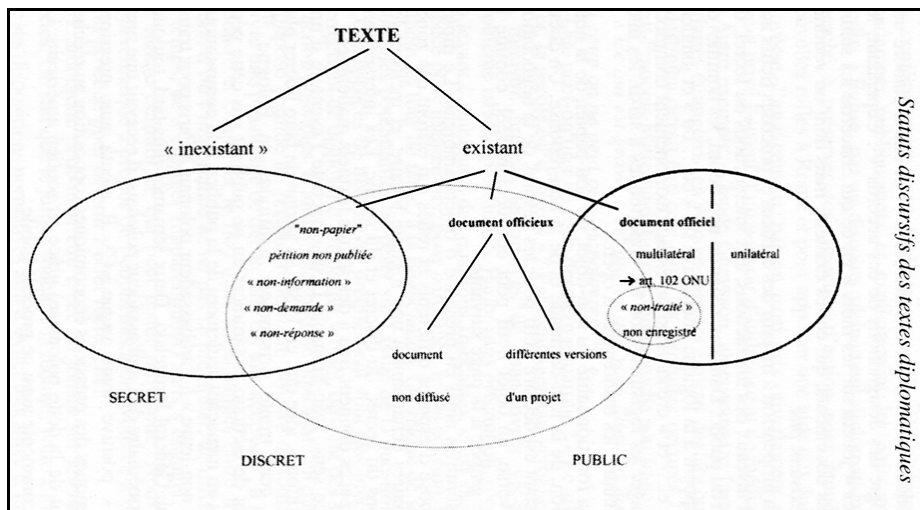 TEXTE
« inexistant »
existant
"non-papier"
pétition non publiée
« non-information »
« non-demande »
« non-réponse »
document officieux
document
non diffusé
différentes versions
d'un projet
document officiel
multilatéral
→ art. 102 ONU
« non-traité »
non enregistré
unilatéral
SECRET
DISCRET
PUBLIC
Statuts discursifs des textes diplomatiques